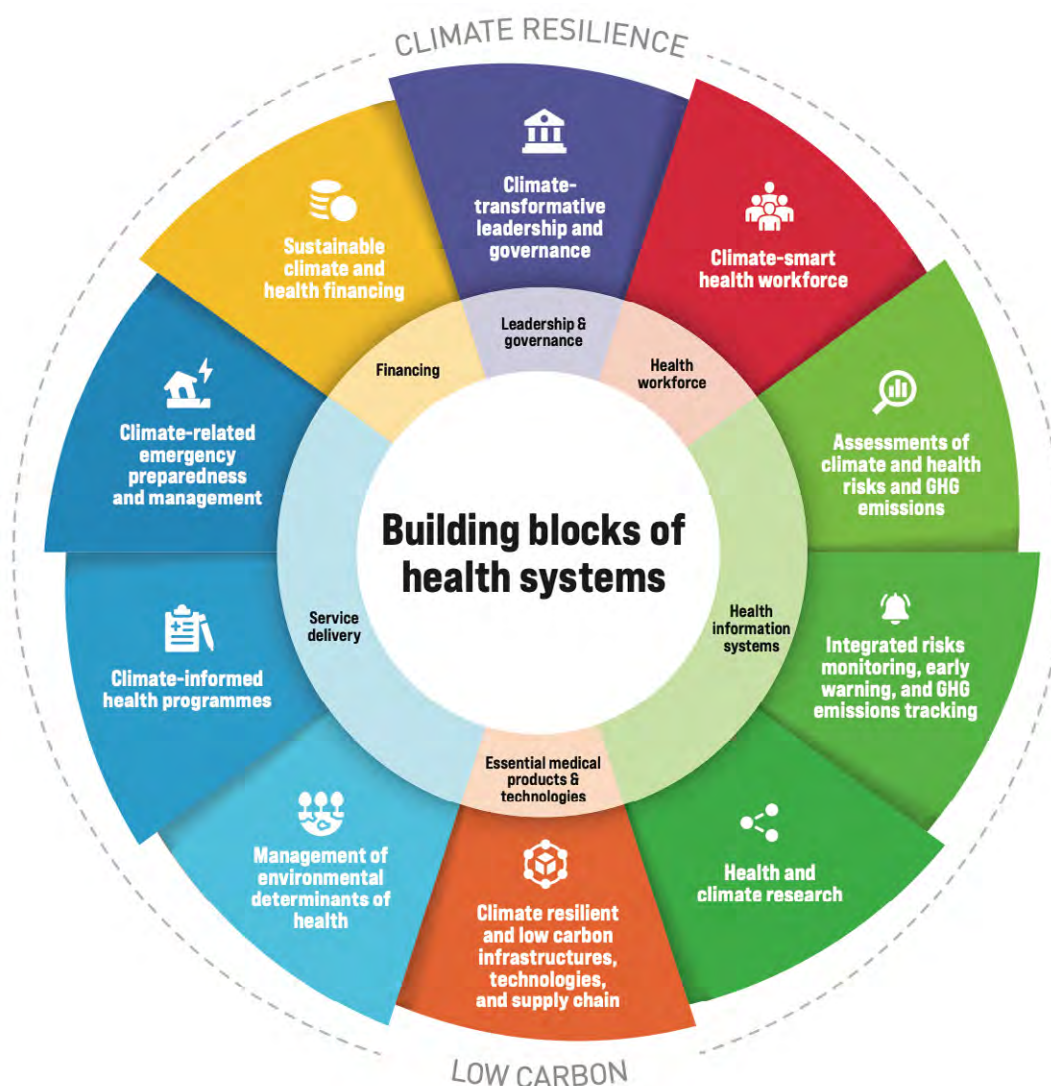 CLIMATE RESILIENCE
Climate-
transformative
leadership and
governance
Climate-smart
health workforce
Assessments of
climate and health
risks and GHG
emissions
Integrated risks
monitoring, early
warning, and GHG
emissions tracking
Health and
climate research
Climate resilient
and low carbon
infrastructures,
technologies,
and supply chain
Management of
environmental
determinants of
health
Climate-informed
health programmes
Climate-related
emergency
preparedness
and management
Sustainable
climate and
health financing
Leadership &
governance
Health
workforce
Health
information
systems
Essential medical
products &
technologies
Service
delivery
Financing
Building blocks of
health systems
LOW CARBON